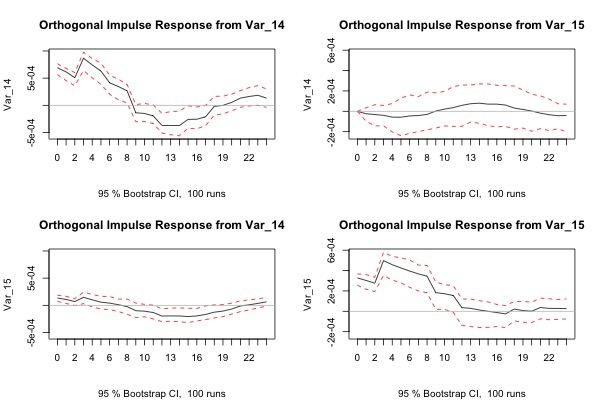 Orthogonal Impulse Response from Var_14
Var_14
5e-04
-5e-04
0 2 4 6 8 10 13 16 19 22
95 % Bootstrap CI, 100 runs
Orthogonal Impulse Response from Var_15
Var_14
6e-04
2e-04
-2e-04
0 2 4 6 8 10 13 16 19 22
95 % Bootstrap CI, 100 runs
Orthogonal Impulse Response from Var_14
Var_15
5e-04
-5e-04
0 2 4 6 8 10 13 16 19 22
95 % Bootstrap CI, 100 runs
Orthogonal Impulse Response from Var_15
Var_15
6e-04
2e-04
-2e-04
0 2 4 6 8 10 13 16 19 22
95 % Bootstrap CI, 100 runs